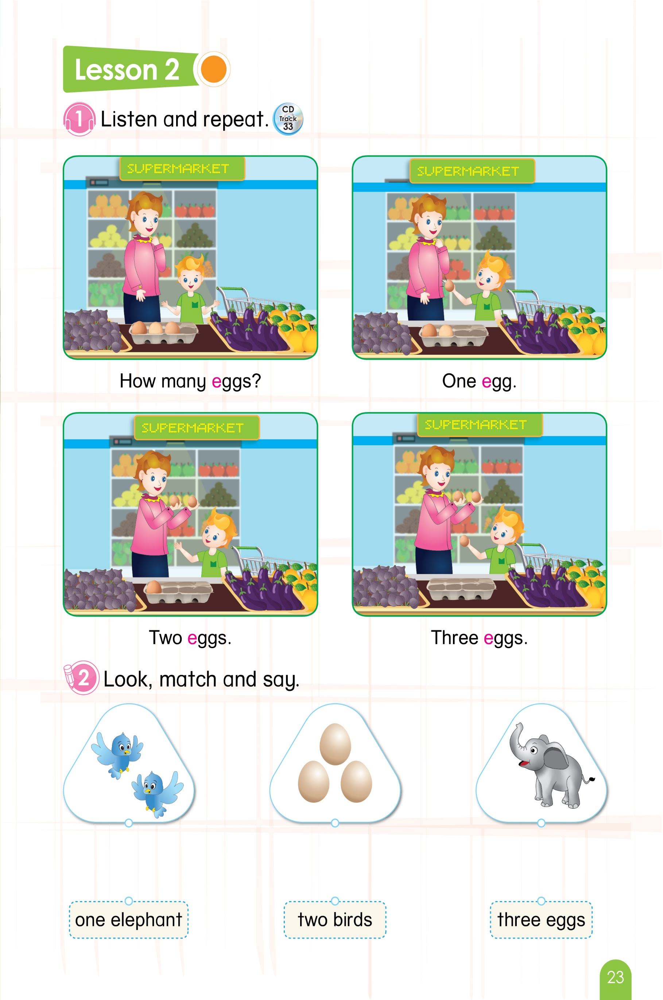 Lesson 2
1 Listen and repeat. CD Track 33
SUPERMARKET
How many eggs?
SUPERMARKET
One egg.
SUPERMARKET
Two eggs.
SUPERMARKET
Three eggs.
2 Look, match and say.
one elephant
two birds
three eggs
23